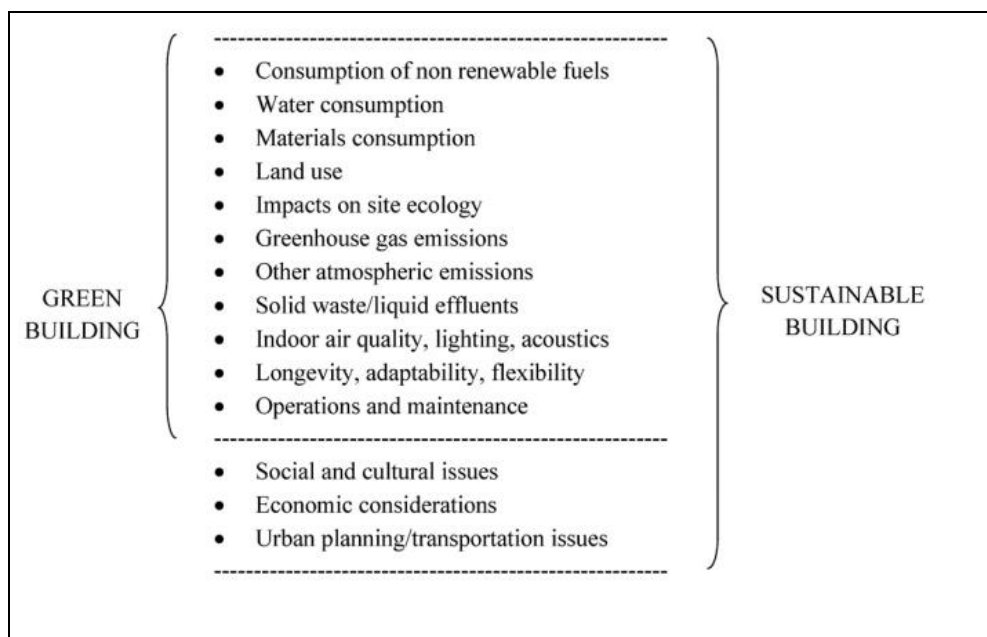 ---------------------------------------------------------
• Consumption of non renewable fuels
• Water consumption
• Materials consumption
• Land use
• Impacts on site ecology
• Greenhouse gas emissions
• Other atmospheric emissions
• Solid waste/liquid effluents
• Indoor air quality, lighting, acoustics
• Longevity, adaptability, flexibility
• Operations and maintenance
---------------------------------------------------------
• Social and cultural issues
• Economic considerations
• Urban planning/transportation issues
---------------------------------------------------------
GREEN
BUILDING
SUSTAINABLE
BUILDING